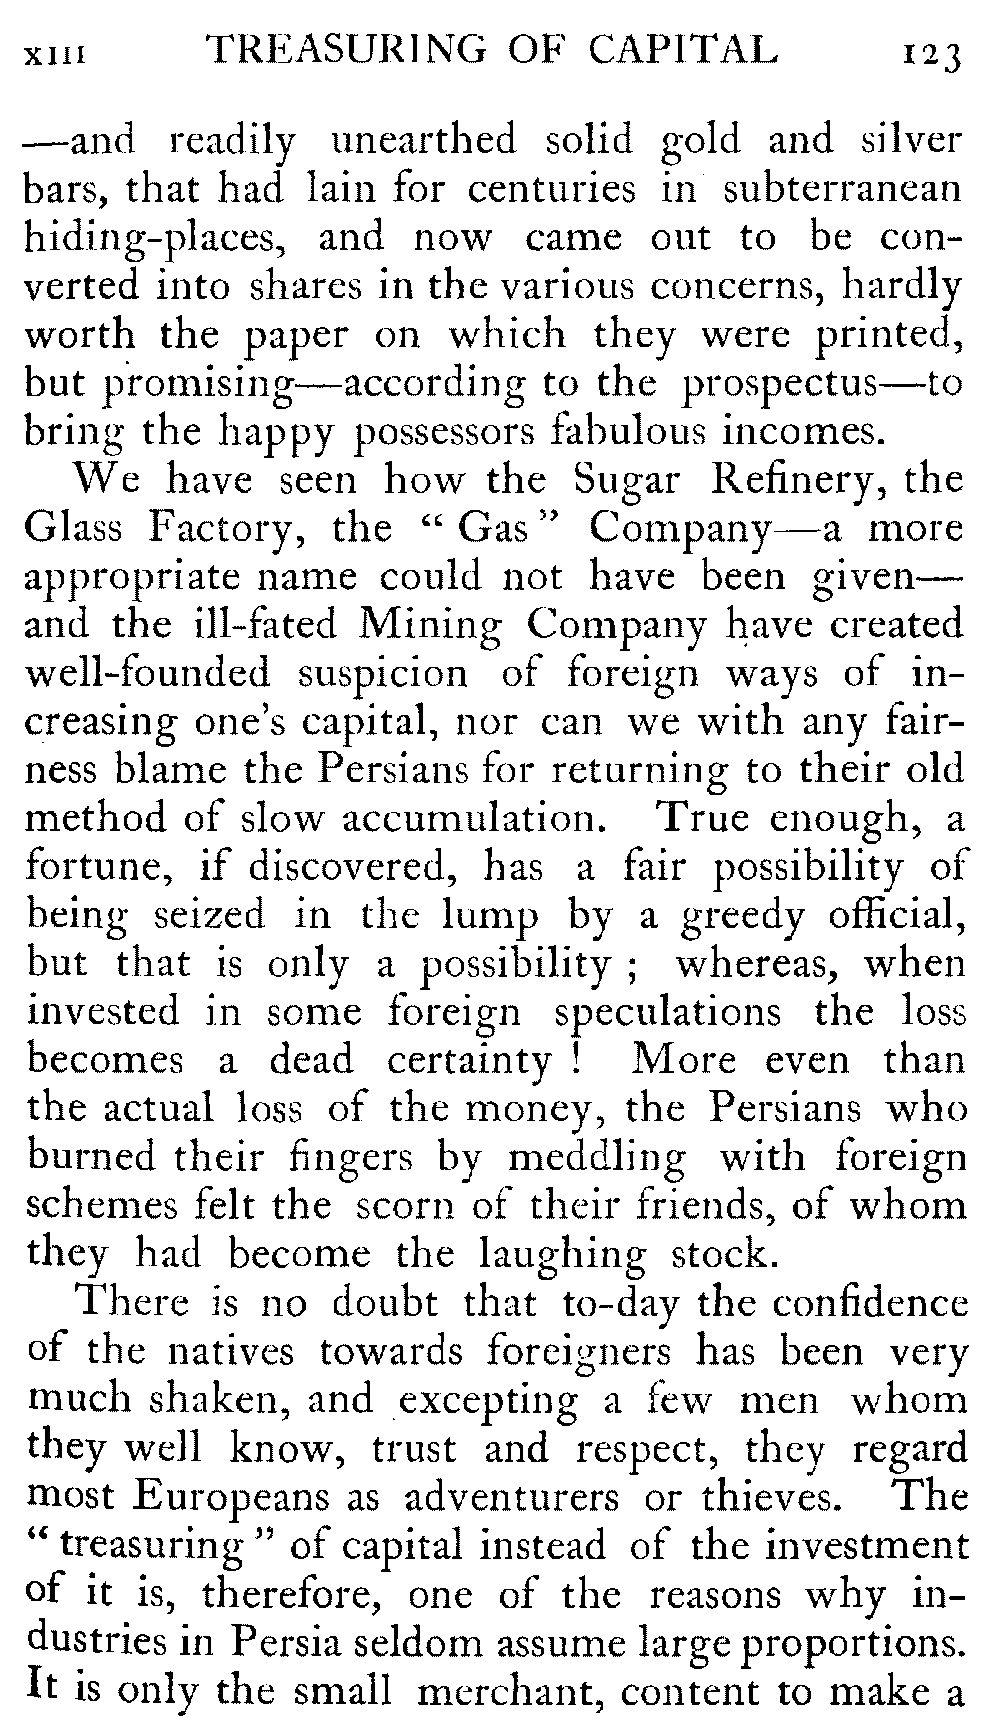 XIII TREASURING OF CAPITAL 123
—and readily unearthed solid gold and silver
bars, that had lain for centuries in subterranean
hiding-places, and now came out to be con-
verted into shares in the various concerns, hardly
worth the paper on which they were printed,
but promising—according to the prospectus—to
bring the happy possessors fabulous incomes.
We have seen how the Sugar Refinery, the
Glass Factory, the “ Gas ” Company—a more
appropriate name could not have been given—
and the ill-fated Mining Company have created
well-founded suspicion of foreign ways of in-
creasing one's capital, nor can we with any fair-
ness blame the Persians for returning to their old
method of slow accumulation. True enough, a
fortune, if discovered, has a fair possibility of
being seized in the lump by a greedy official,
but that is only a possibility ; whereas, when
invested in some foreign speculations the loss
becomes a dead certainty ! More even than
the actual loss of the money, the Persians who
burned their fingers by meddling with foreign
schemes felt the scorn of their friends, of whom
they had become the laughing stock.
There is no doubt that to-day the confidence
of the natives towards foreigners has been very
much shaken, and excepting a few men whom
they well know, trust and respect, they regard
most Europeans as adventurers or thieves. The
“ treasuring ” of capital instead of the investment
of it is, therefore, one of the reasons why in-
dustries in Persia seldom assume large proportions.
It is only the small merchant, content to make a